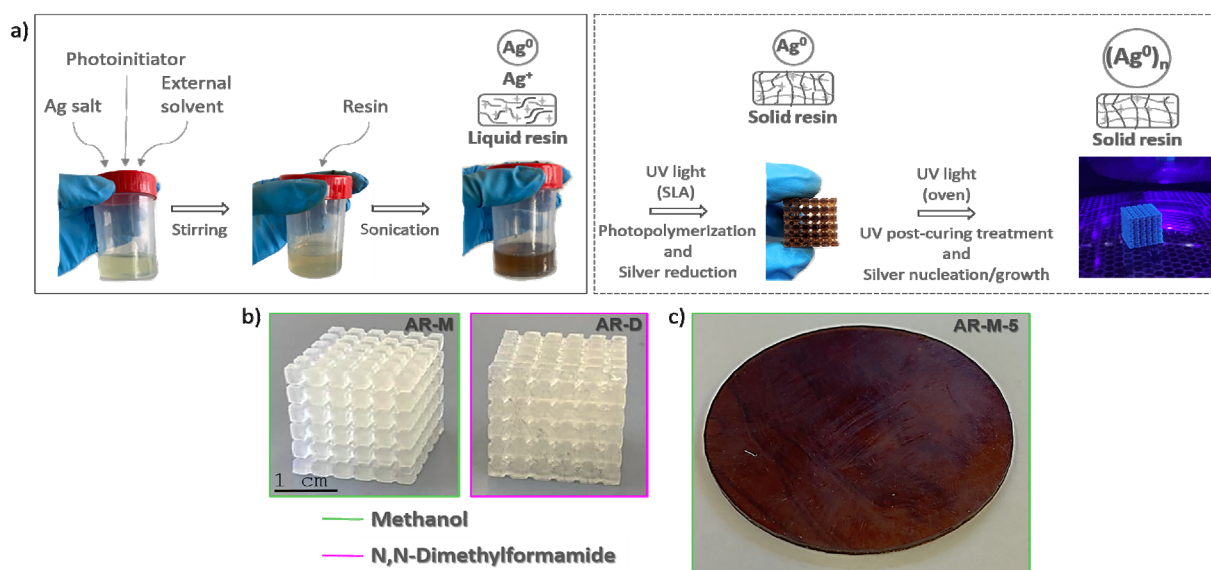 a)
Photoinitiator
Ag salt
External
solvent
Resin
Ag⁰
Ag⁺
Liquid resin
Stirring
Sonication
Ag⁰
Solid resin
(Ag⁰)n
Solid resin
UV light
(SLA)
Photopolymerization
and
Silver reduction
UV light
(oven)
UV post-curing treatment
and
Silver nucleation/growth
b)
AR-M
1 cm
AR-D
Methanol
N,N-Dimethylformamide
c)
AR-M-5